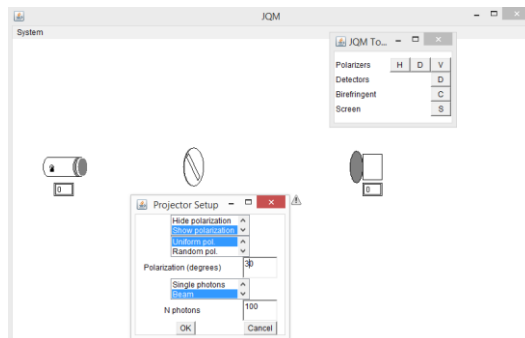 JQM
System
JQM To...
Polarizers H D V
Detectors D
Birefringent C
Screen S
0
0
Projector Setup
Hide polarization
Show polarization
Uniform pol.
Random pol.
Polarization (degrees) 30
Single photons
Beam
N photons 100
OK Cancel